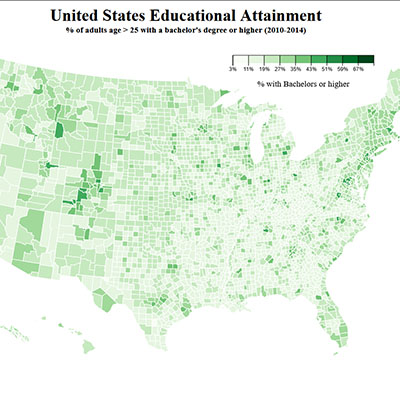 United States Educational Attainment
% of adults age > 25 with a bachelor's degree or higher (2010-2014)
3% 11% 19% 27% 35% 43% 51% 59% 67%
% with Bachelors or higher